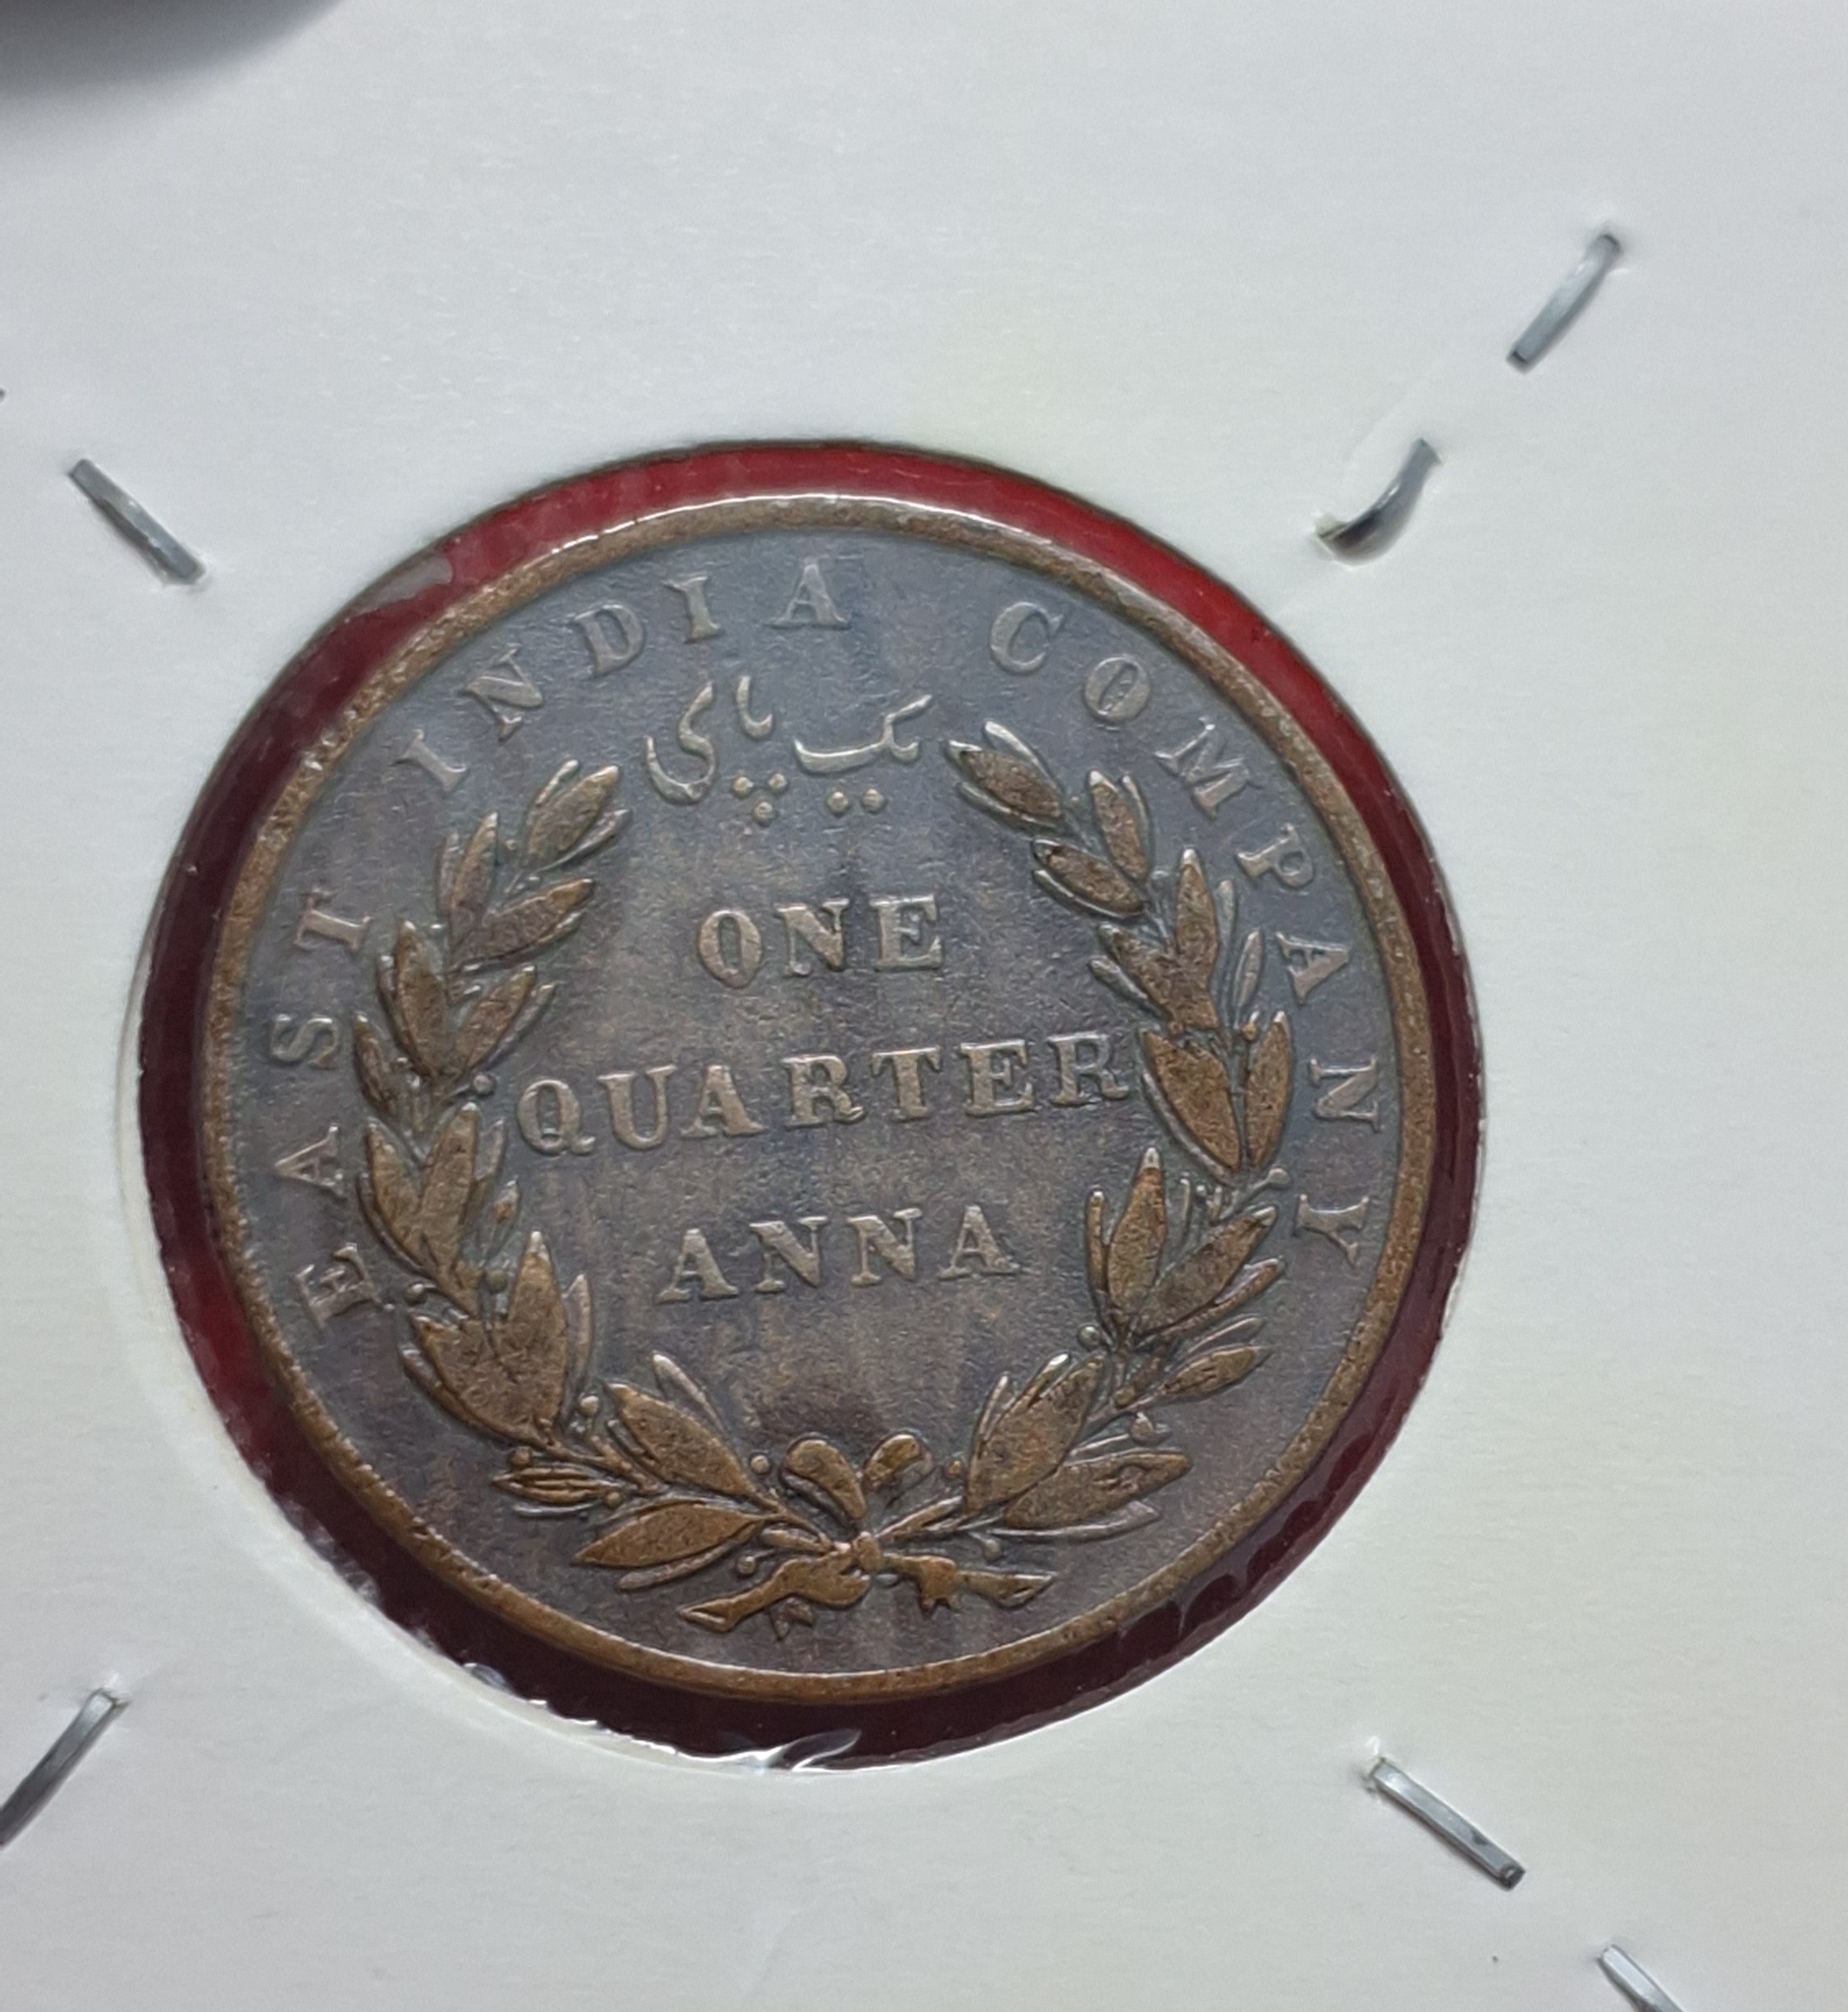 EAST INDIA COMPANY
یک پای
ONE
QUARTER
ANNA